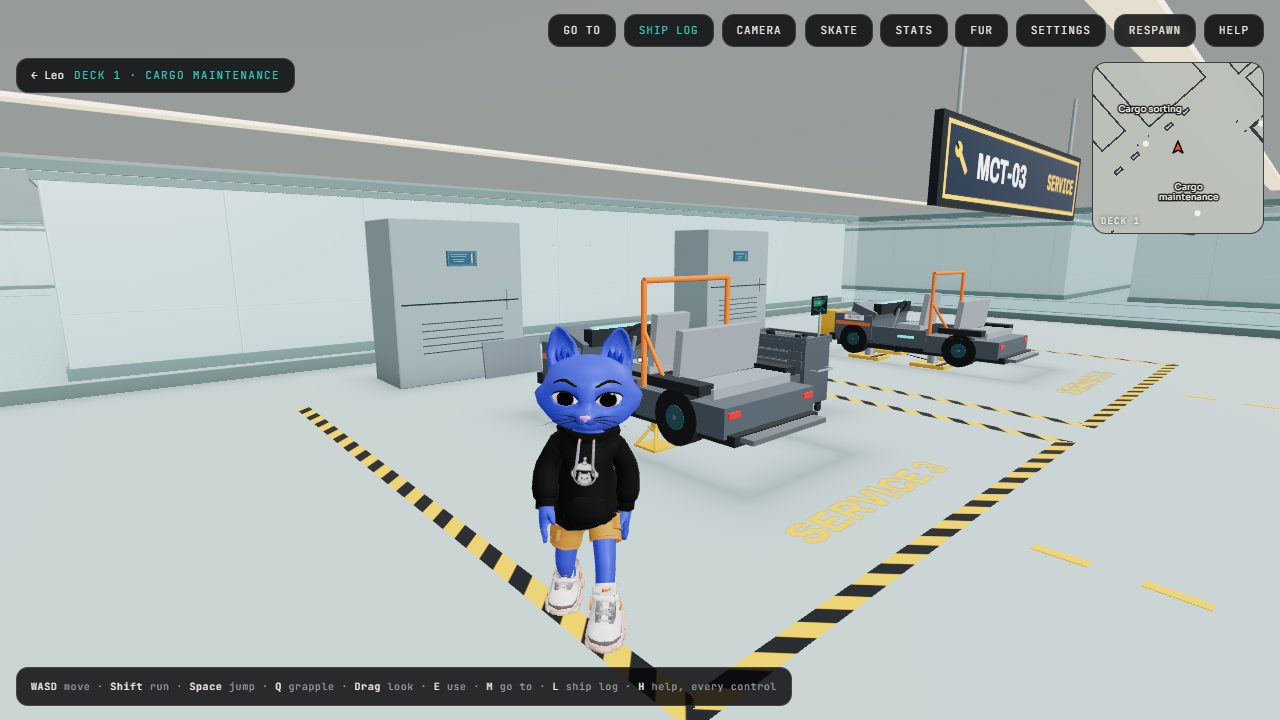 GO TO
SHIP LOG
CAMERA
SKATE
STATS
FUR
SETTINGS
RESPAWN
HELP
← Leo DECK 1 · CARGO MAINTENANCE
Cargo sorting
Cargo
maintenance
DECK 1
MCT-03 SERVICE
SERVICE 3
WASD move · Shift run · Space jump · Q grapple · Drag look · E use · M go to · L ship log · H help, every control